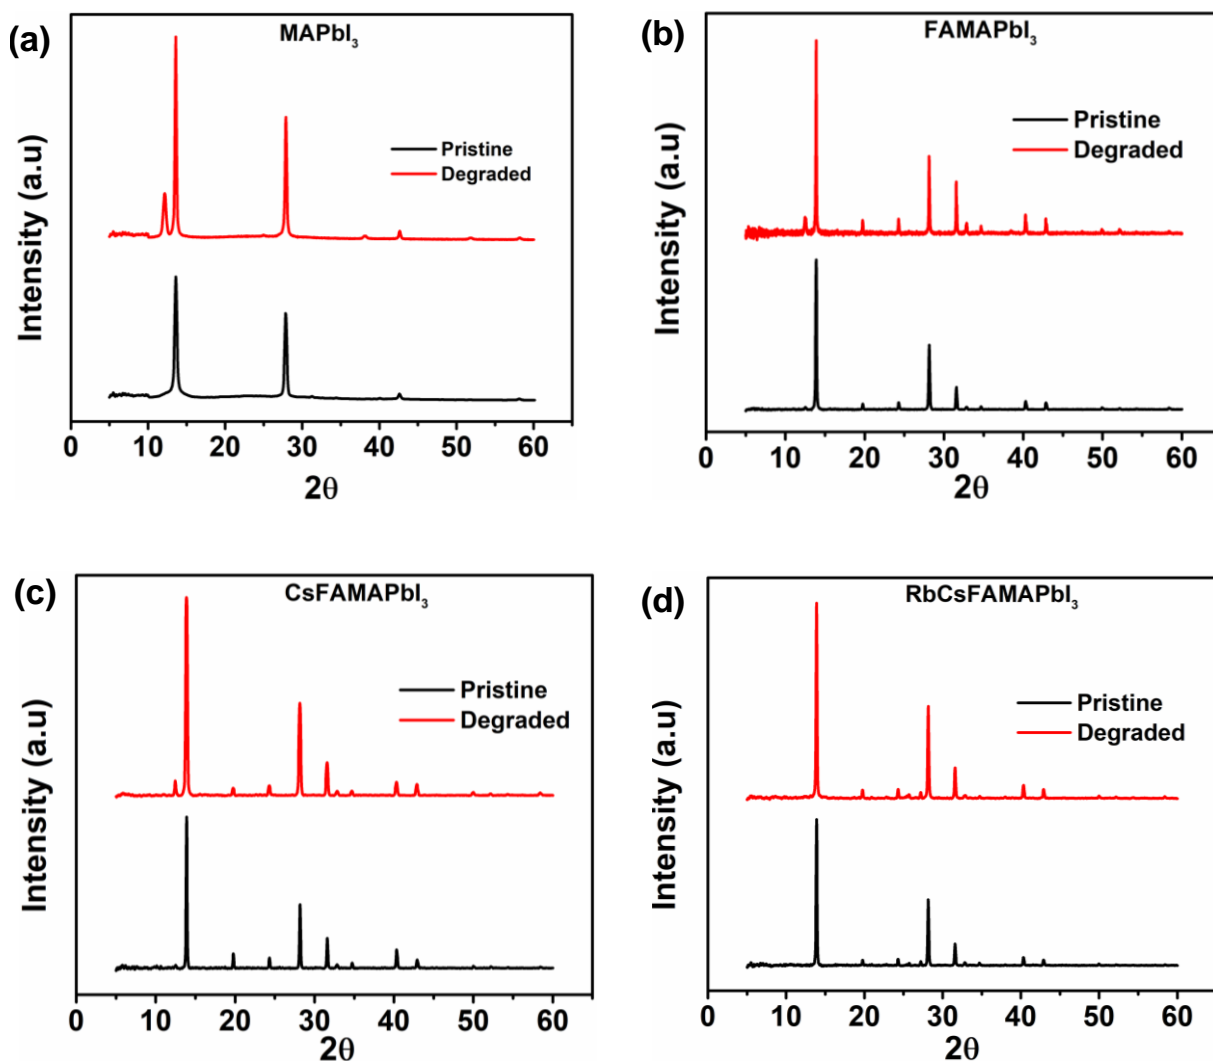 (a)
MAPbI₃
Intensity (a.u)
Pristine
Degraded
0 10 20 30 40 50 60
2θ
(b)
FAMAPbI₃
Intensity (a.u)
Pristine
Degraded
0 10 20 30 40 50 60
2θ
(c)
CsFAMAPbI₃
Intensity (a.u)
Pristine
Degraded
0 10 20 30 40 50 60
2θ
(d)
RbCsFAMAPbI₃
Intensity (a.u)
Pristine
Degraded
0 10 20 30 40 50 60
2θ